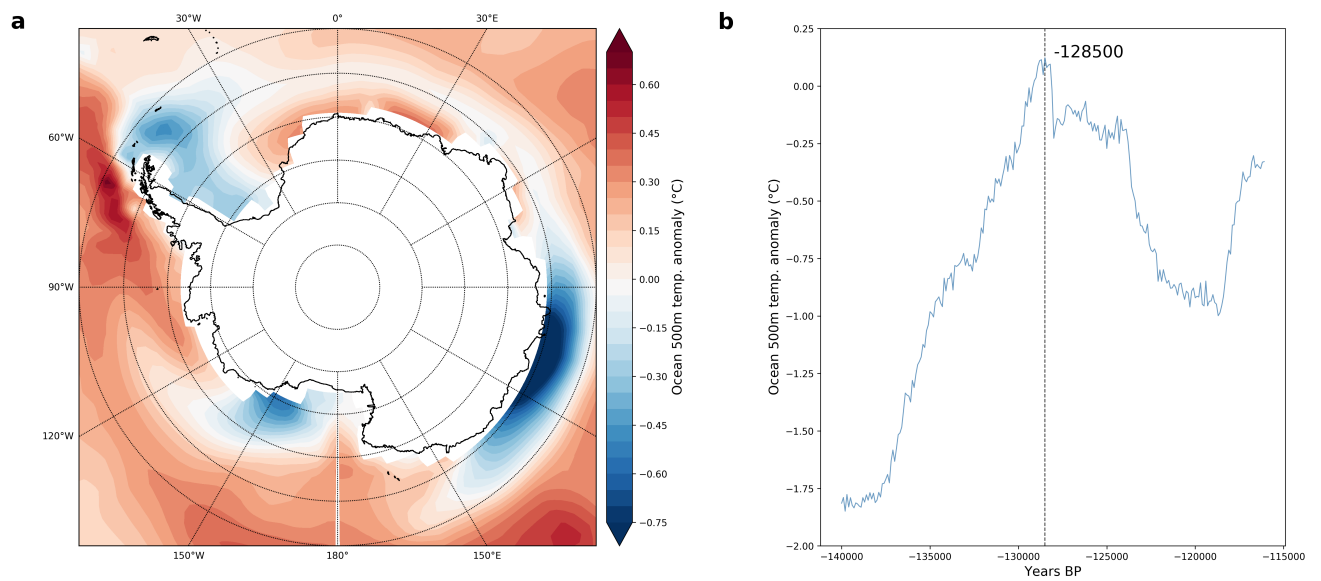 a
30°W 0° 30°E
60°W
90°W
120°W
150°W 180° 150°E
0.60
0.45
0.30
0.15
0.00
−0.15
−0.30
−0.45
−0.60
−0.75
Ocean 500m temp. anomaly (°C)
b
-128500
0.25
0.00
−0.25
−0.50
−0.75
−1.00
−1.25
−1.50
−1.75
−2.00
Ocean 500m temp. anomaly (°C)
−140000 −135000 −130000 −125000 −120000 −115000
Years BP